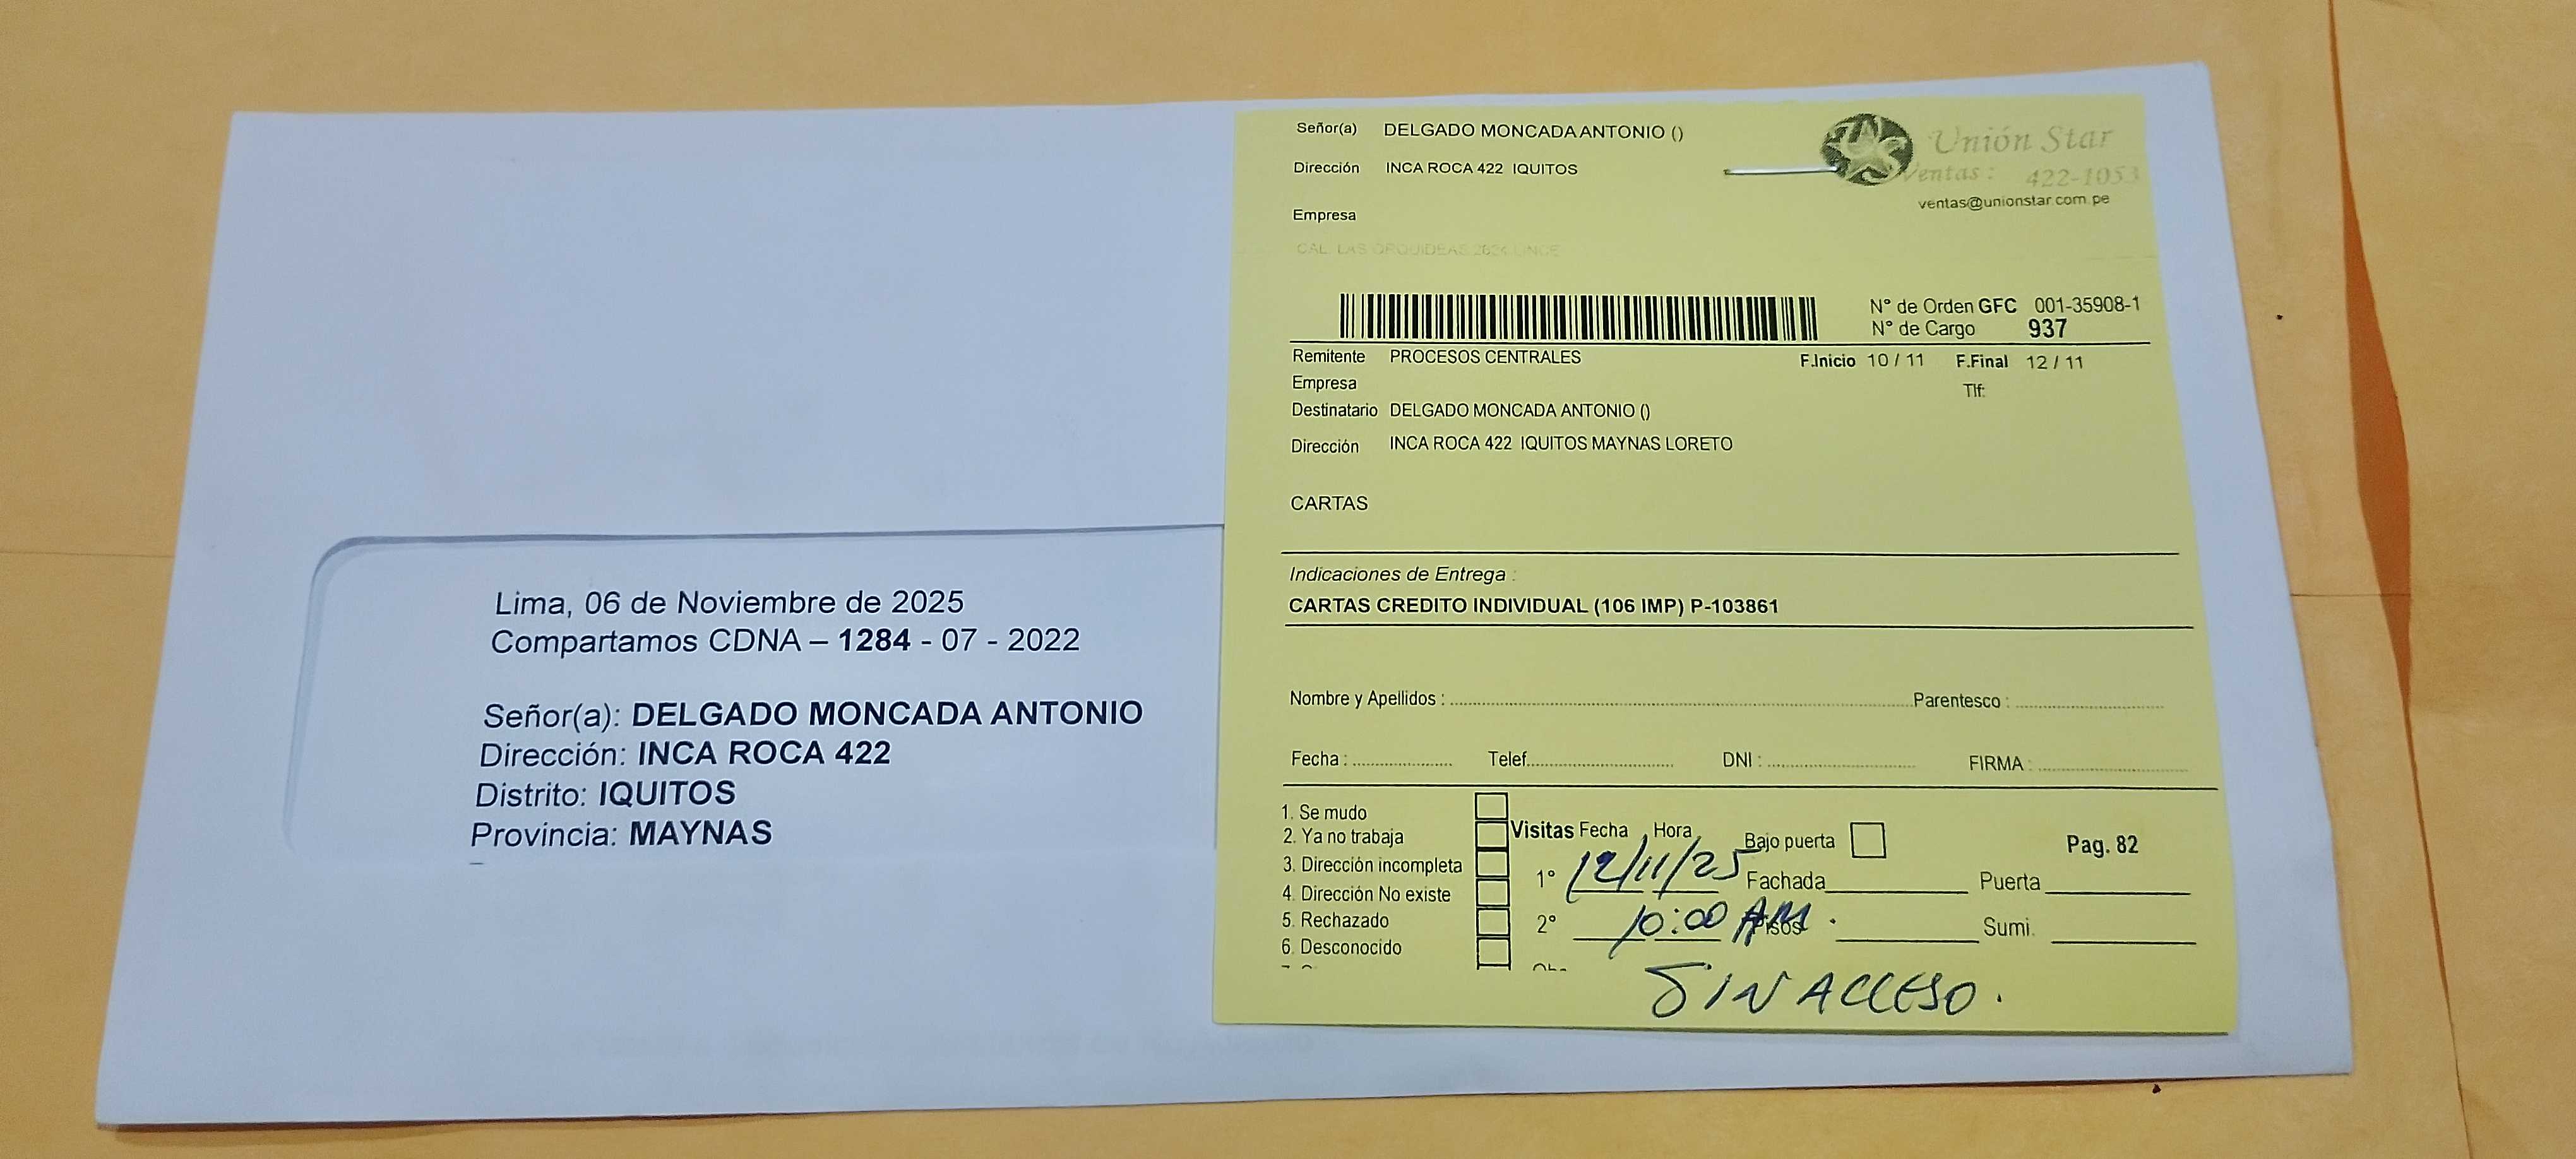 Lima, 06 de Noviembre de 2025
Compartamos CDNA – 1284 - 07 - 2022
Señor(a): DELGADO MONCADA ANTONIO
Dirección: INCA ROCA 422
Distrito: IQUITOS
Provincia: MAYNAS
Señor(a) DELGADO MONCADA ANTONIO ()
Dirección INCA ROCA 422 IQUITOS
Empresa
CAL. LAS ORQUIDEAS 2624 LINCE
Unión Star
Ventas: 422-1053
ventas@unionstar.com.pe
N° de Orden GFC 001-35908-1
N° de Cargo 937
Remitente PROCESOS CENTRALES
F.Inicio 10 / 11 F.Final 12 / 11
Empresa
Tlf:
Destinatario DELGADO MONCADA ANTONIO ()
Dirección INCA ROCA 422 IQUITOS MAYNAS LORETO
CARTAS
Indicaciones de Entrega :
CARTAS CREDITO INDIVIDUAL (106 IMP) P-103861
Nombre y Apellidos : Parentesco :
Fecha : Telef. DNI : FIRMA :
1. Se mudo
2. Ya no trabaja
3. Dirección incompleta
4. Dirección No existe
5. Rechazado
6. Desconocido
Visitas Fecha Hora Bajo puerta Pag. 82
1° 12/11/25 Fachada Puerta
2° 10:00 AM. Pisos Sumi.
SIN ACCESO.